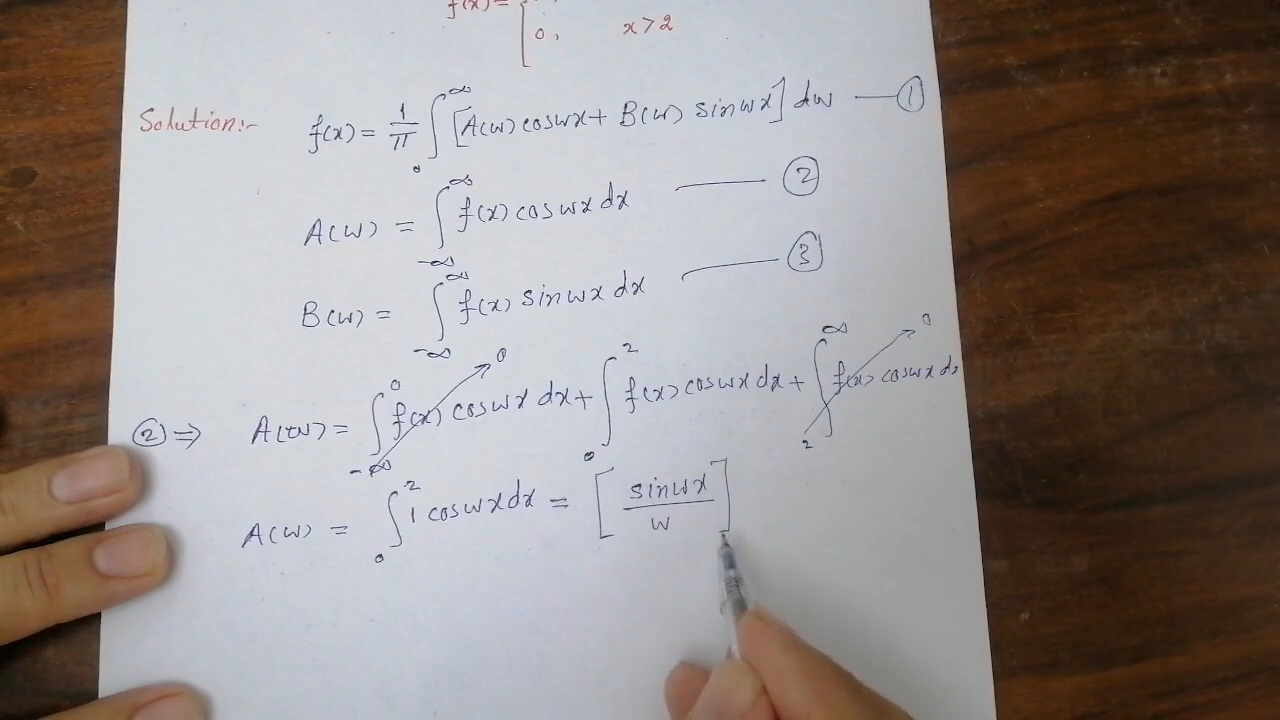 f(x) = {
0, x > 2
Solution:- f(x) = 1/π ∫₀^∞ [A(w) cos wx + B(w) sin wx] dw — ①
A(w) = ∫_{-∞}^{∞} f(x) cos wx dx — ②
B(w) = ∫_{-∞}^{∞} f(x) sin wx dx — ③
② ⇒ A(w) = ∫_{-∞}^{0} f(x) cos wx dx ↗ 0 + ∫₀² f(x) cos wx dx + ∫₂^∞ f(x) cos wx dx ↗ 0
A(w) = ∫₀² 1 cos wx dx = [sin wx / w]